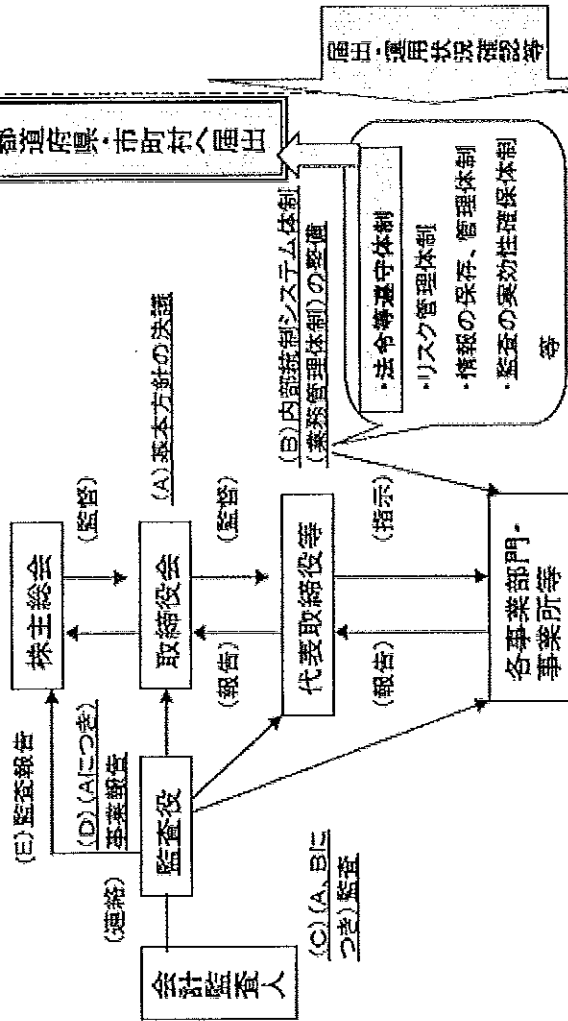 (E)監査報告
株主総会
(監督)
(D)(Aにつき)
事業報告
(連絡)
会計監査人
監査役
取締役会
(A)基本方針の決議
(監督)
(報告)
(C)(A、Bに
つき)監査
代表取締役等
(B)内部統制システム体制
(業務管理体制)の整備
(指示)
(報告)
各事業部門・
事業所等
・法令等遵守体制
・リスク管理体制
・情報の保存、管理体制
・監査の実効性確保体制
等
都道府県・市町村へ届出
届出・運用状況確認等